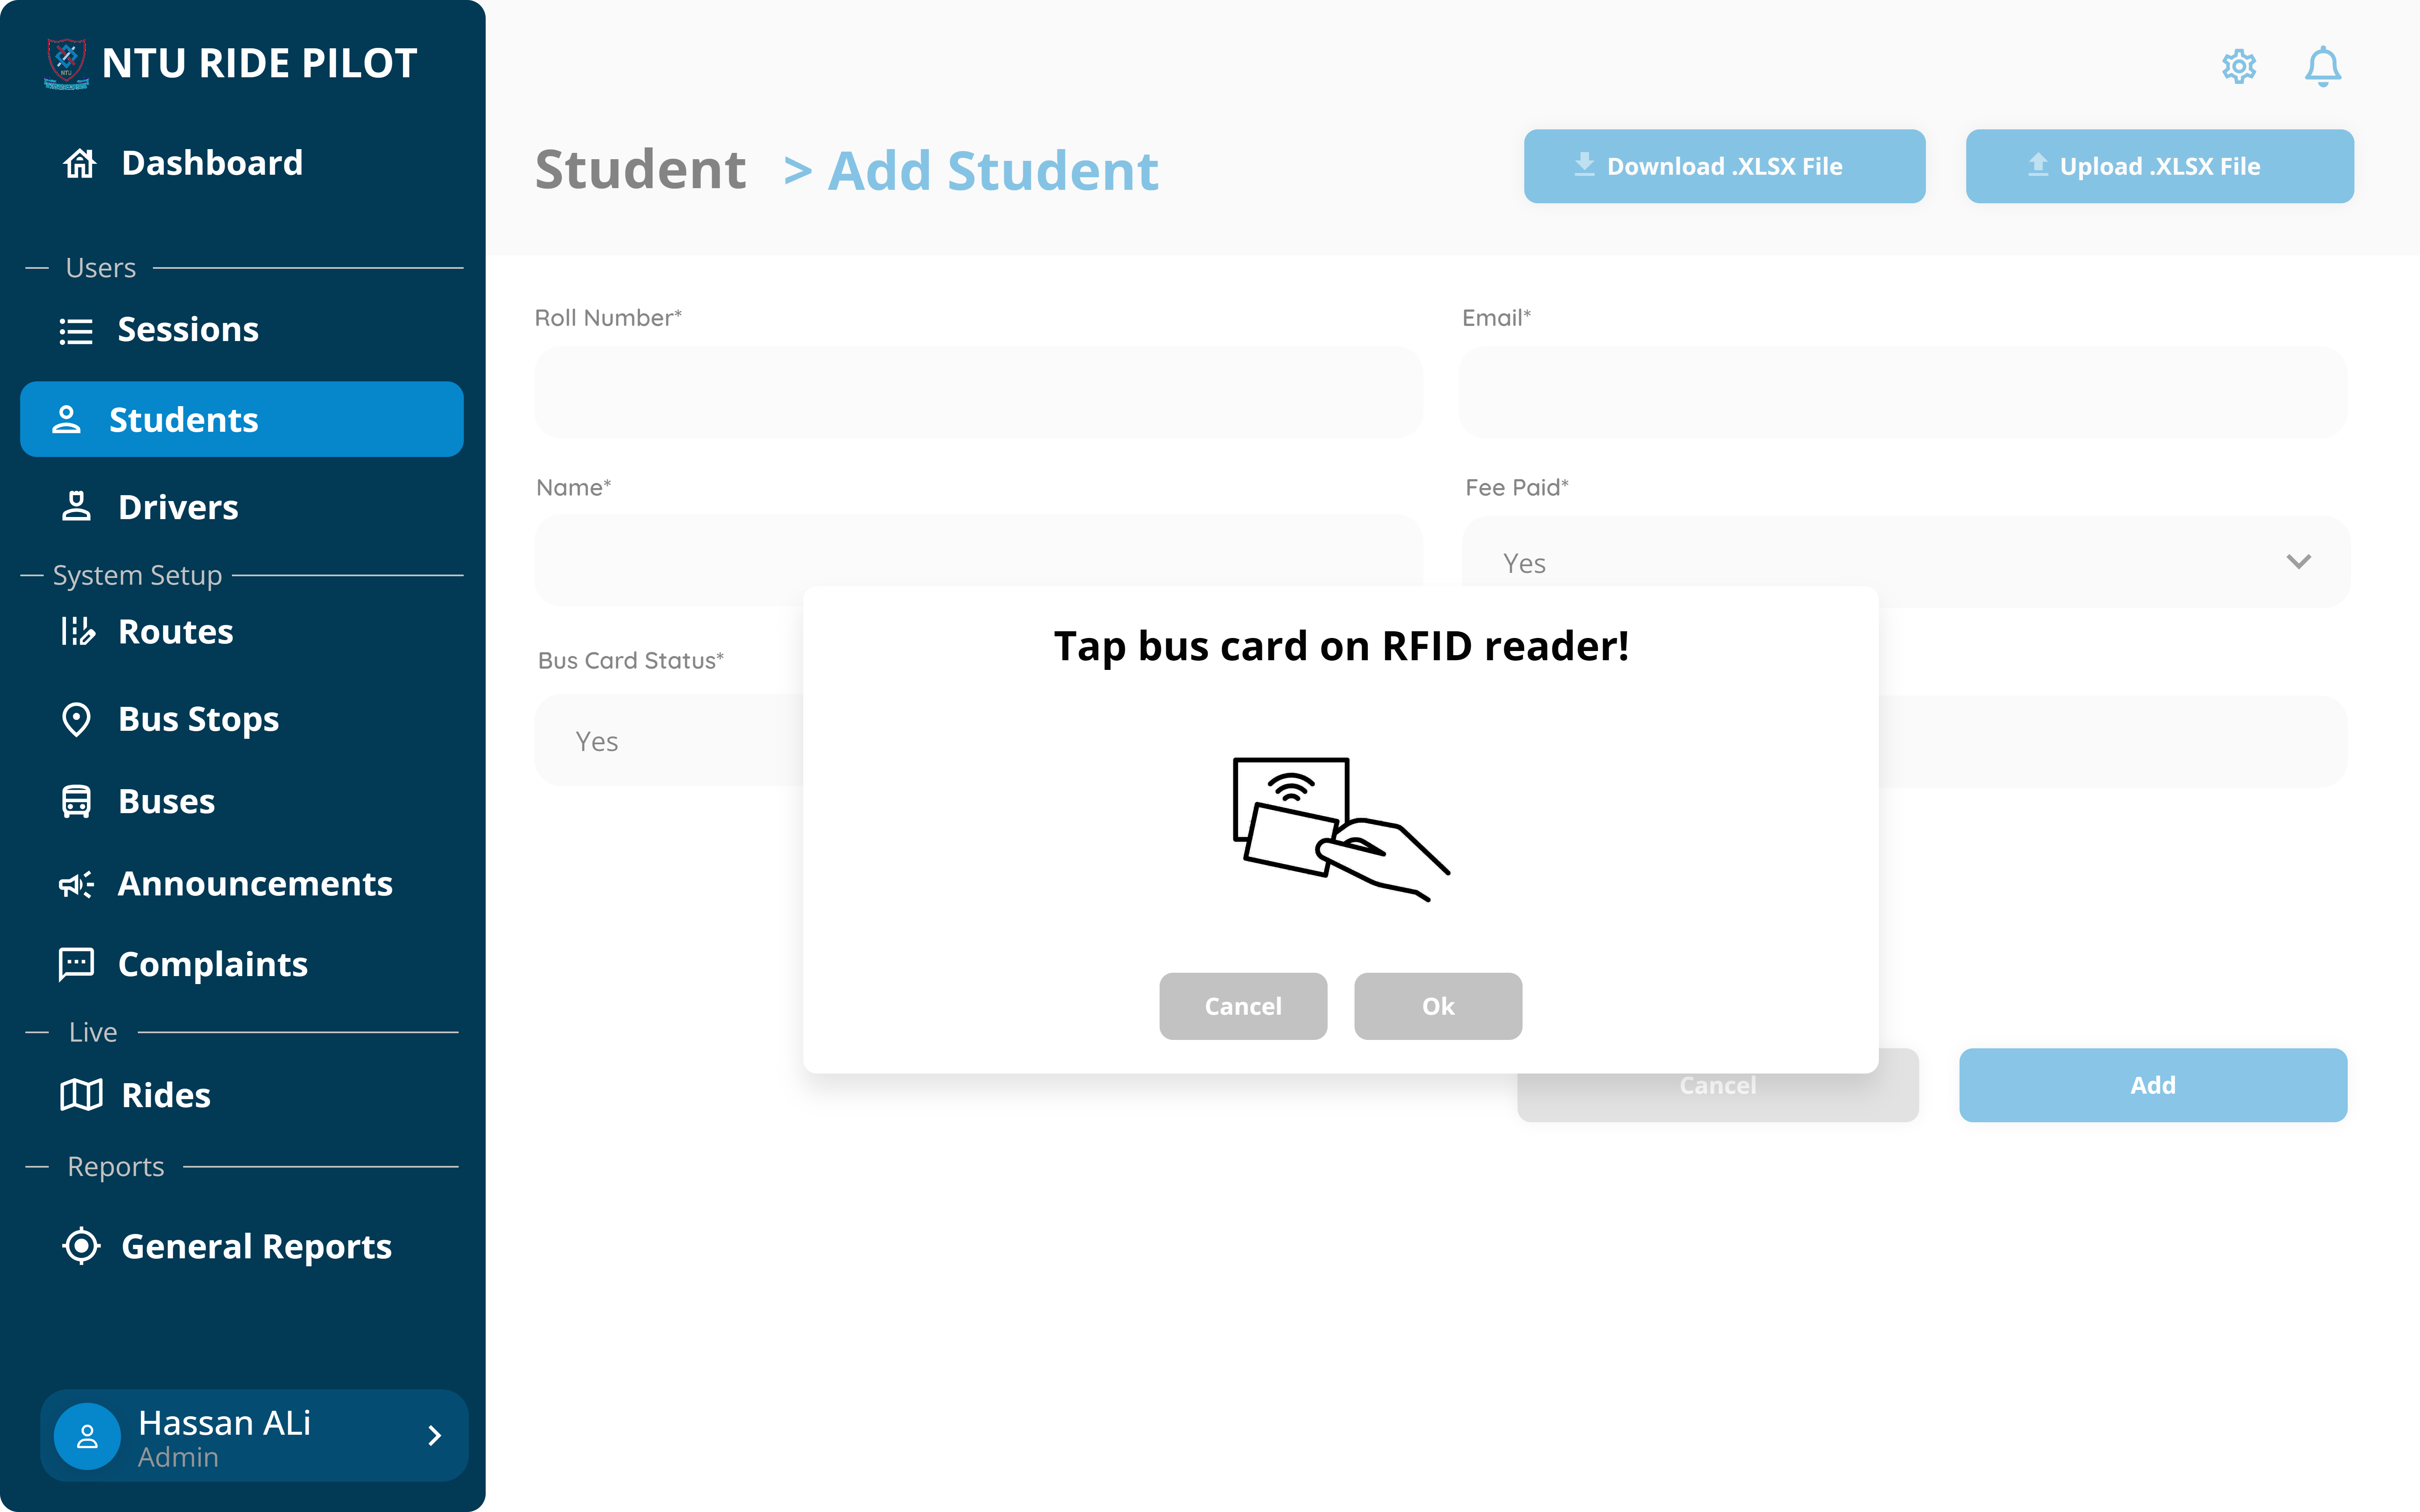 NTU RIDE PILOT
Dashboard
Users
Sessions
Students
Drivers
System Setup
Routes
Bus Stops
Buses
Announcements
Complaints
Live
Rides
Reports
General Reports
Hassan ALi
Admin
Student > Add Student
Download .XLSX File
Upload .XLSX File
Roll Number*
Email*
Name*
Fee Paid*
Yes
Bus Card Status*
Yes
Tap bus card on RFID reader!
Cancel
Ok
Cancel
Add